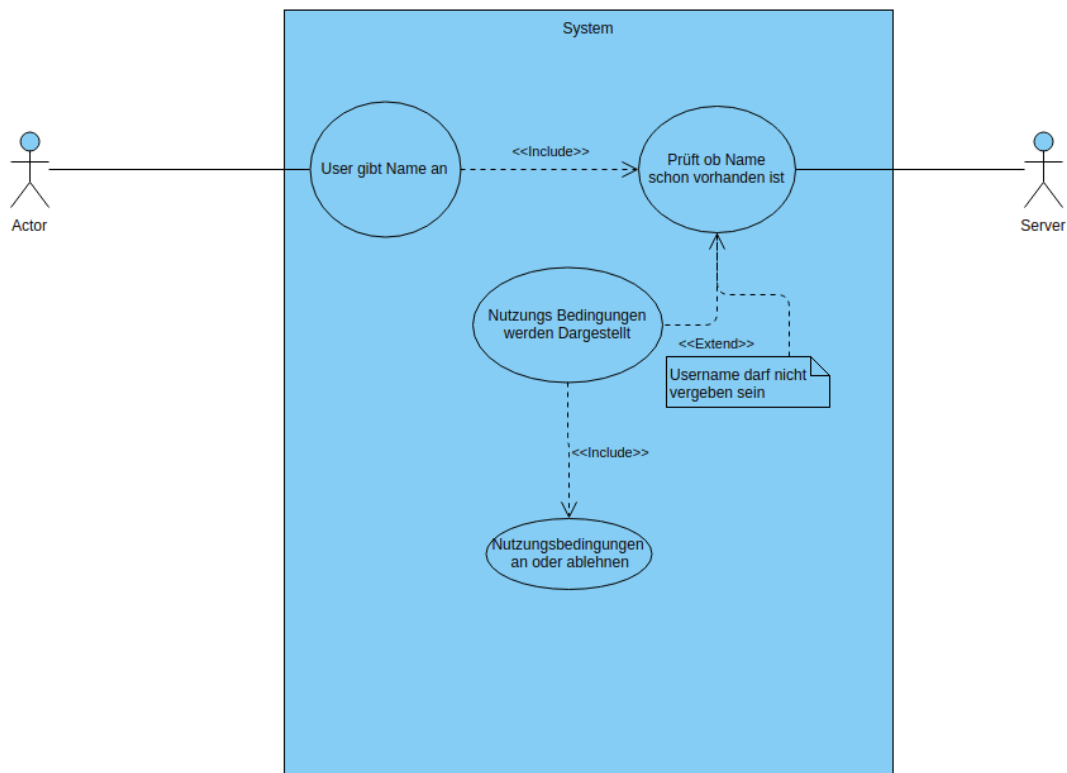 System
User gibt Name an
<<Include>>
Prüft ob Name
schon vorhanden ist
Actor
Server
Nutzungs Bedingungen
werden Dargestellt
<<Extend>>
Username darf nicht
vergeben sein
<<Include>>
Nutzungsbedingungen
an oder ablehnen